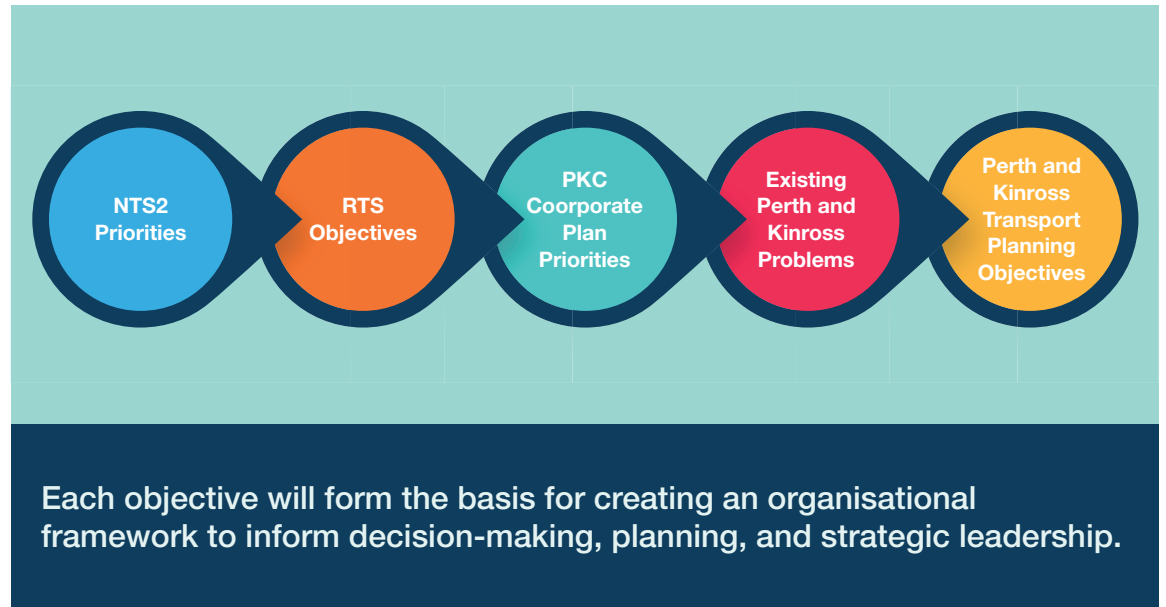 NTS2
Priorities
RTS
Objectives
PKC
Coorporate
Plan
Priorities
Existing
Perth and
Kinross
Problems
Perth and
Kinross
Transport
Planning
Objectives
Each objective will form the basis for creating an organisational
framework to inform decision-making, planning, and strategic leadership.